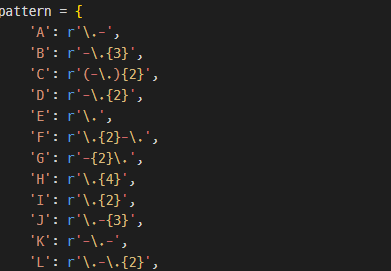 pattern = {
    'A': r'\.-',
    'B': r'-\.{3}',
    'C': r'(-\.){2}',
    'D': r'-\.{2}',
    'E': r'\.',
    'F': r'\.{2}-\.',
    'G': r'-{2}\.',
    'H': r'\.{4}',
    'I': r'\.{2}',
    'J': r'\.-{3}',
    'K': r'-\.-',
    'L': r'\.-\.{2}',